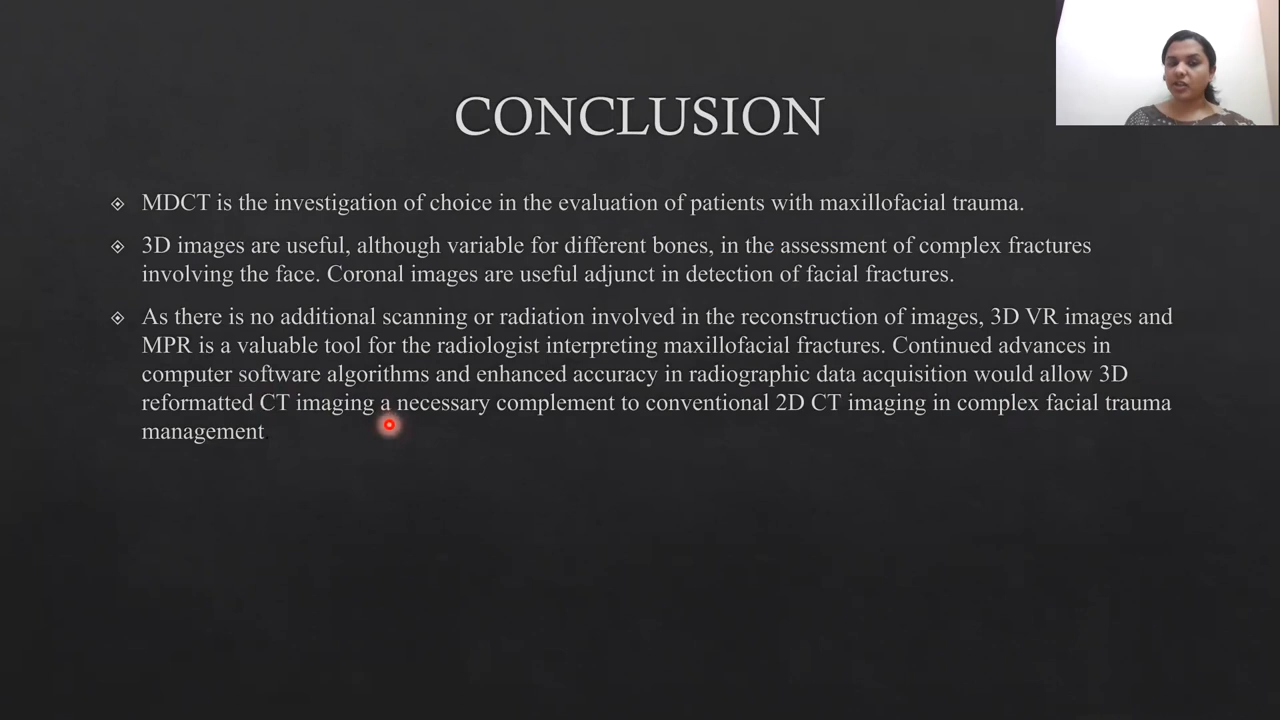 CONCLUSION
MDCT is the investigation of choice in the evaluation of patients with maxillofacial trauma.
3D images are useful, although variable for different bones, in the assessment of complex fractures
involving the face. Coronal images are useful adjunct in detection of facial fractures.
As there is no additional scanning or radiation involved in the reconstruction of images, 3D VR images and
MPR is a valuable tool for the radiologist interpreting maxillofacial fractures. Continued advances in
computer software algorithms and enhanced accuracy in radiographic data acquisition would allow 3D
reformatted CT imaging a necessary complement to conventional 2D CT imaging in complex facial trauma
management.